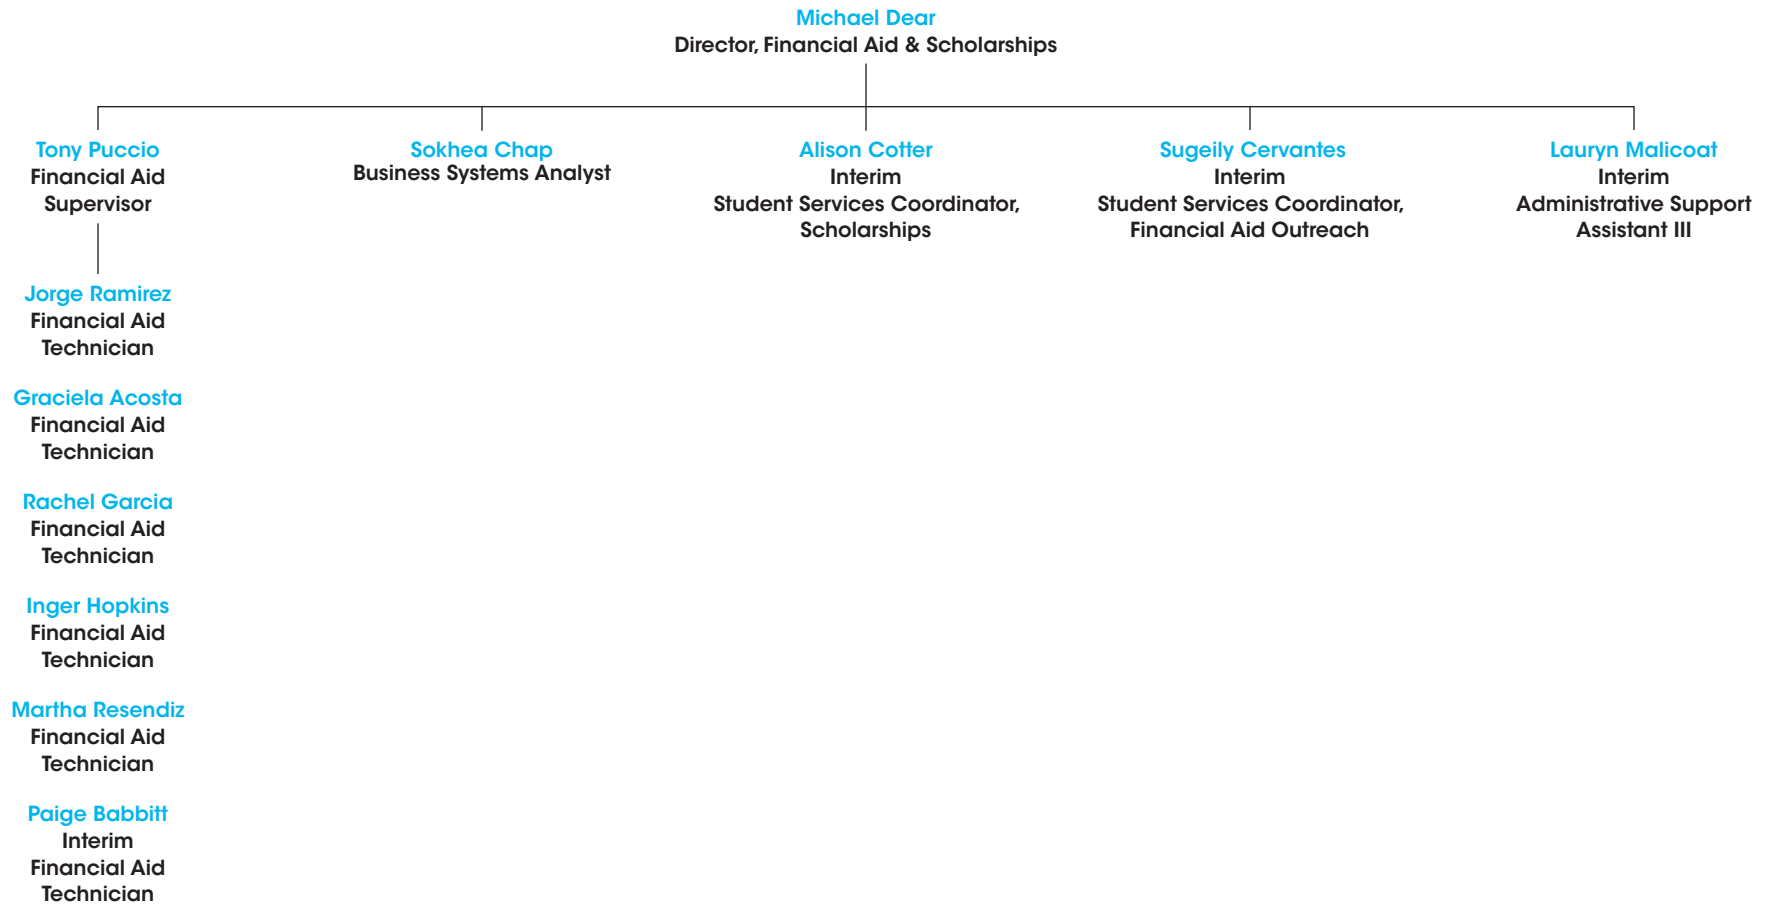 Michael Dear
Director, Financial Aid & Scholarships
Tony Puccio
Financial Aid
Supervisor
Sokhea Chap
Business Systems Analyst
Alison Cotter
Interim
Student Services Coordinator,
Scholarships
Sugeily Cervantes
Interim
Student Services Coordinator,
Financial Aid Outreach
Lauryn Malicoat
Interim
Administrative Support
Assistant III
Jorge Ramirez
Financial Aid
Technician
Graciela Acosta
Financial Aid
Technician
Rachel Garcia
Financial Aid
Technician
Inger Hopkins
Financial Aid
Technician
Martha Resendiz
Financial Aid
Technician
Paige Babbitt
Interim
Financial Aid
Technician